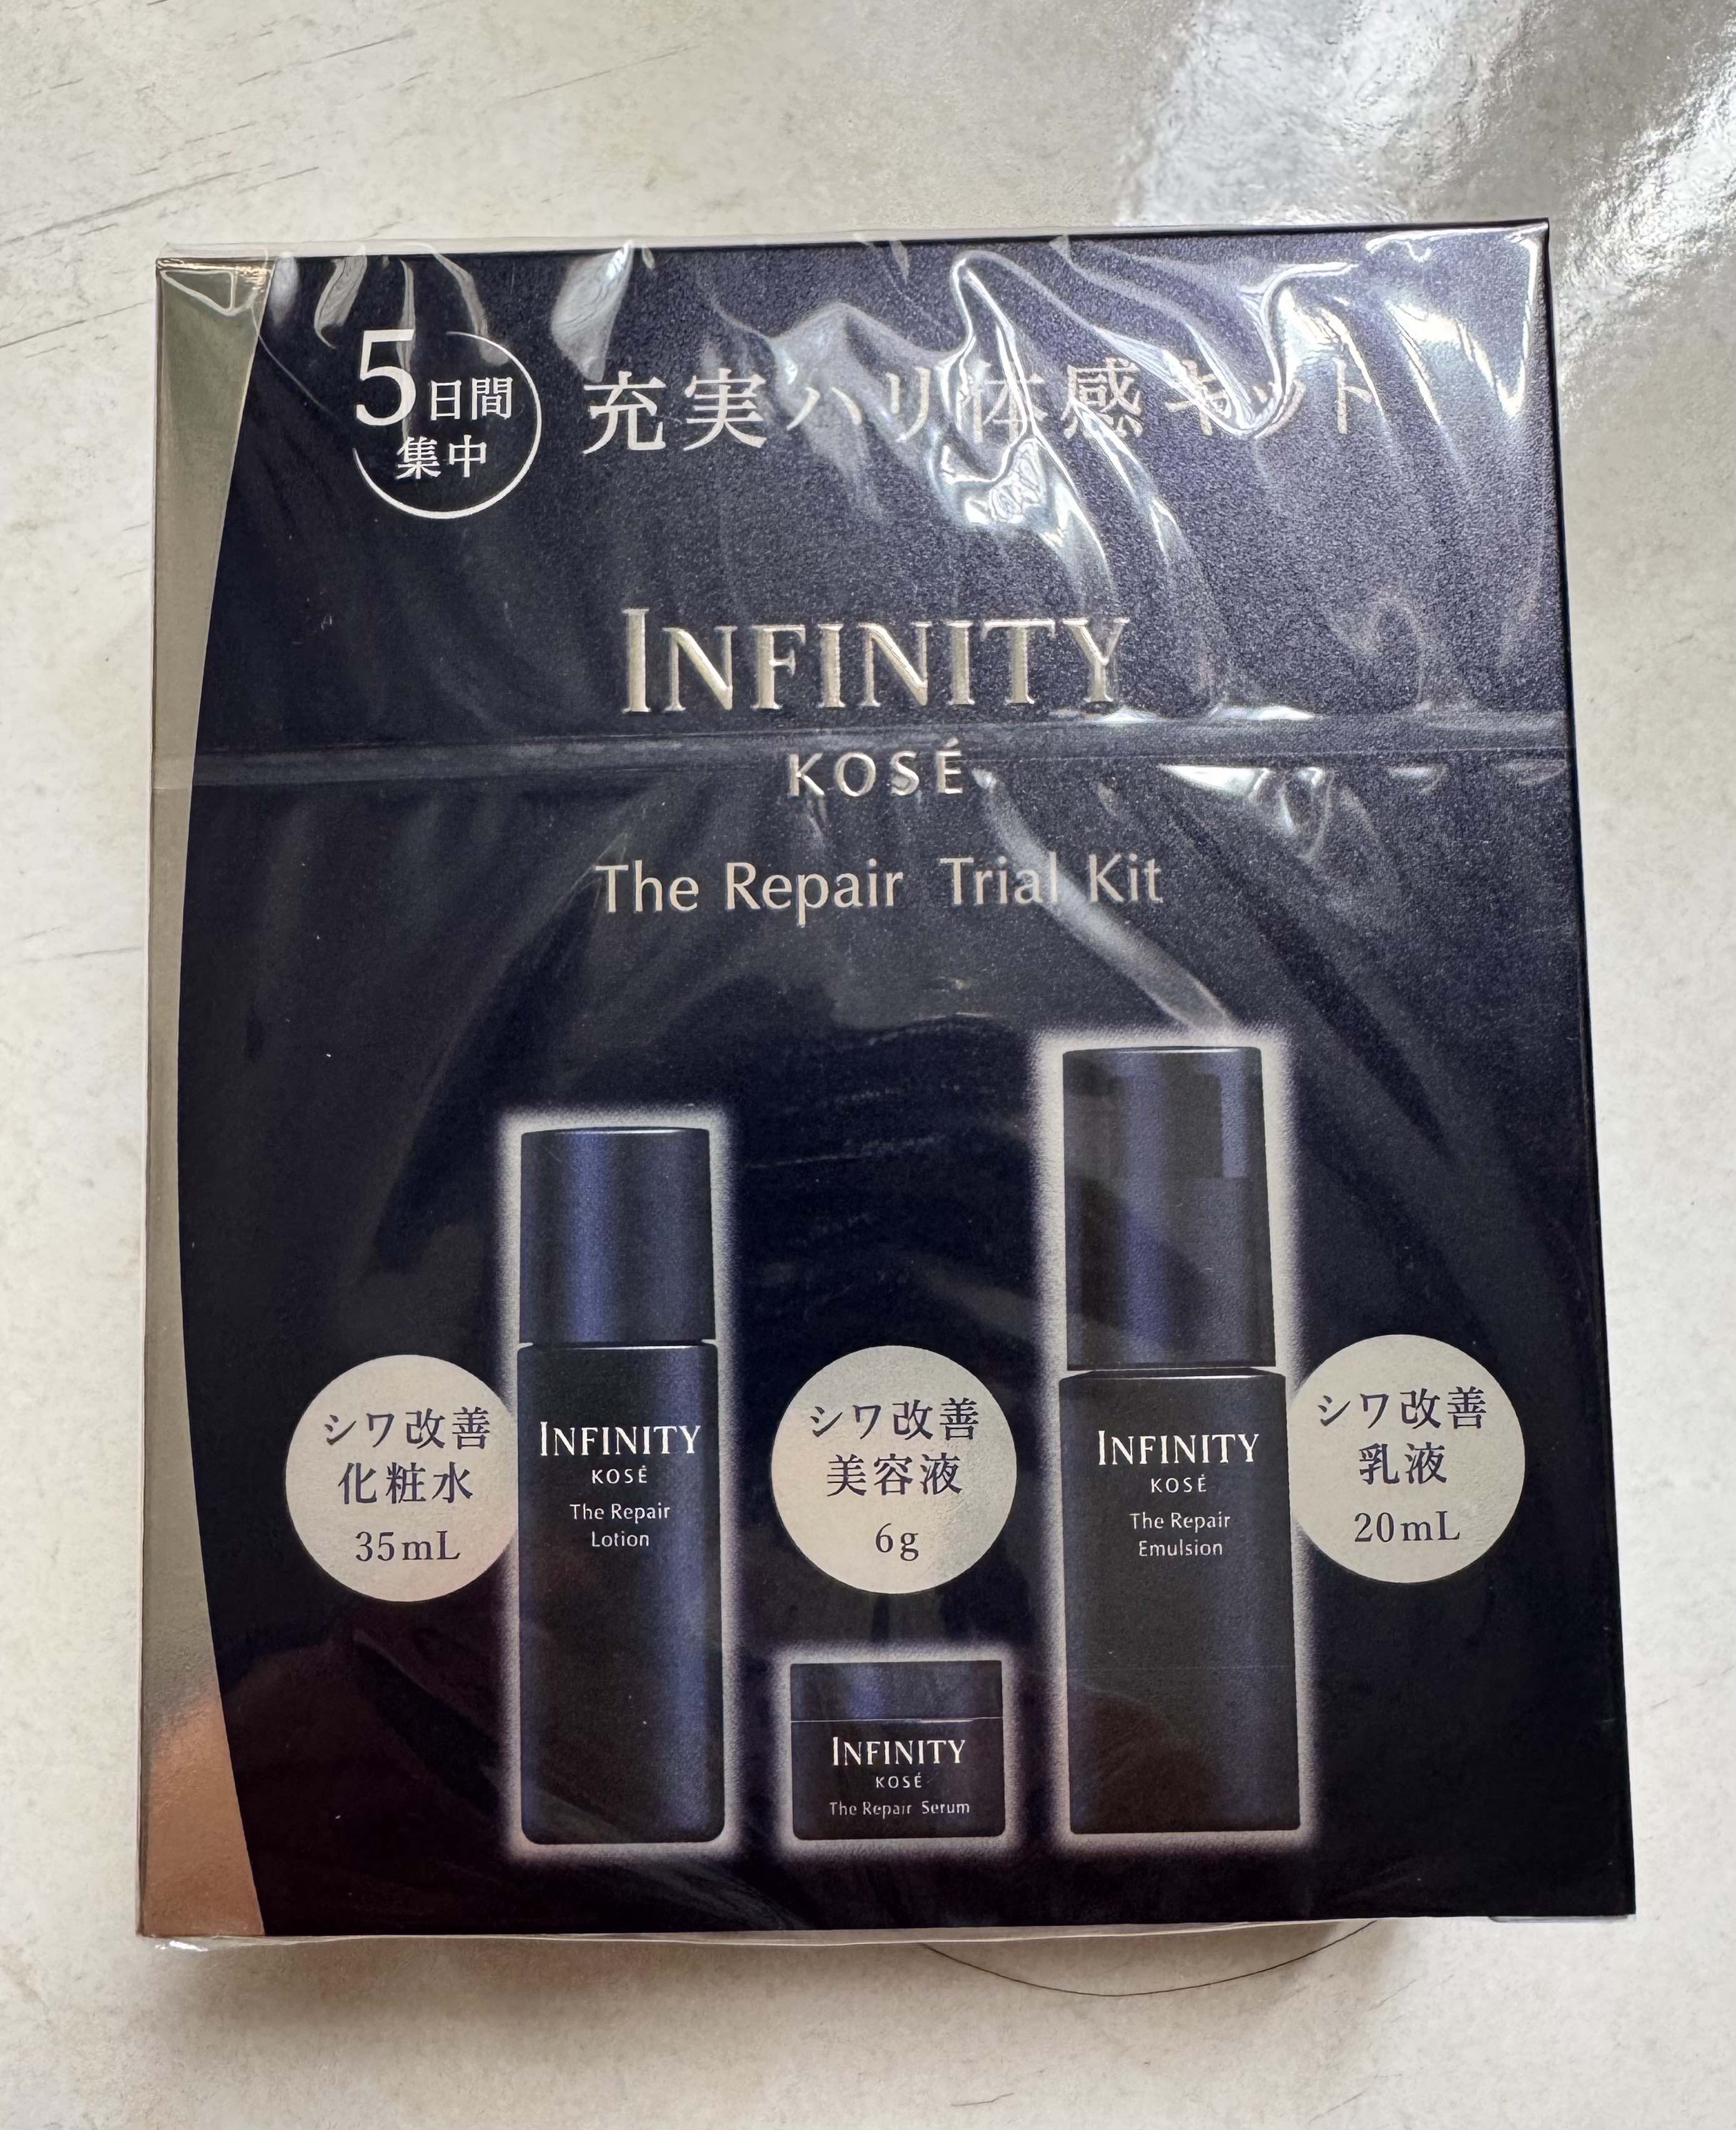 5日間
集中
充実ハリ体感キット
INFINITY
KOSÉ
The Repair Trial Kit
シワ改善
化粧水
35mL
INFINITY
KOSÉ
The Repair
Lotion
シワ改善
美容液
6g
INFINITY
KOSÉ
The Repair Serum
INFINITY
KOSÉ
The Repair
Emulsion
シワ改善
乳液
20mL